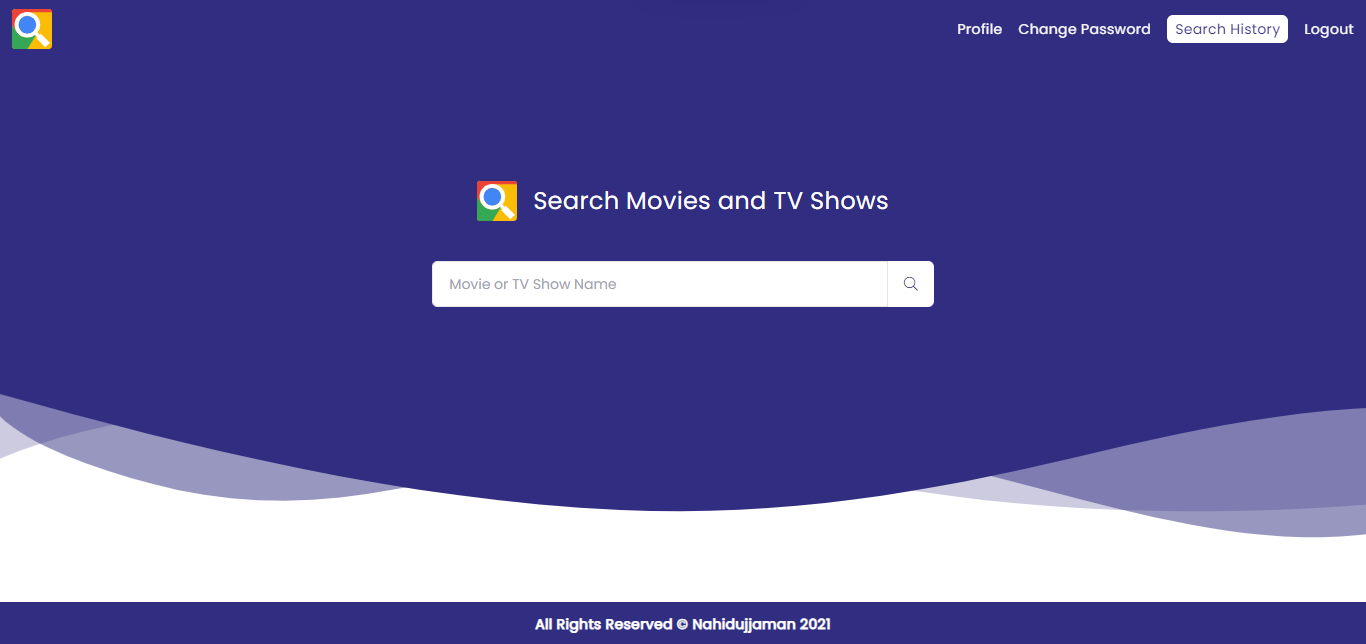 Profile Change Password Search History Logout
Search Movies and TV Shows
Movie or TV Show Name
All Rights Reserved © Nahidujjaman 2021